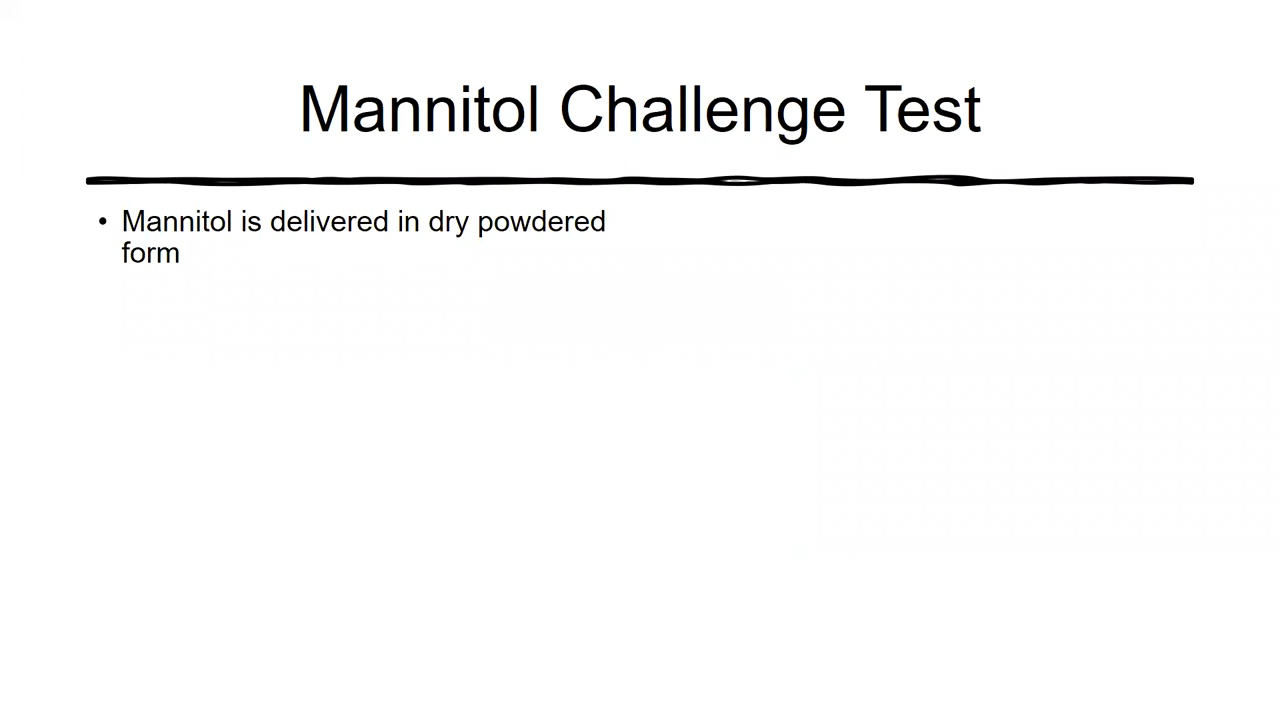 Mannitol Challenge Test
• Mannitol is delivered in dry powdered
form